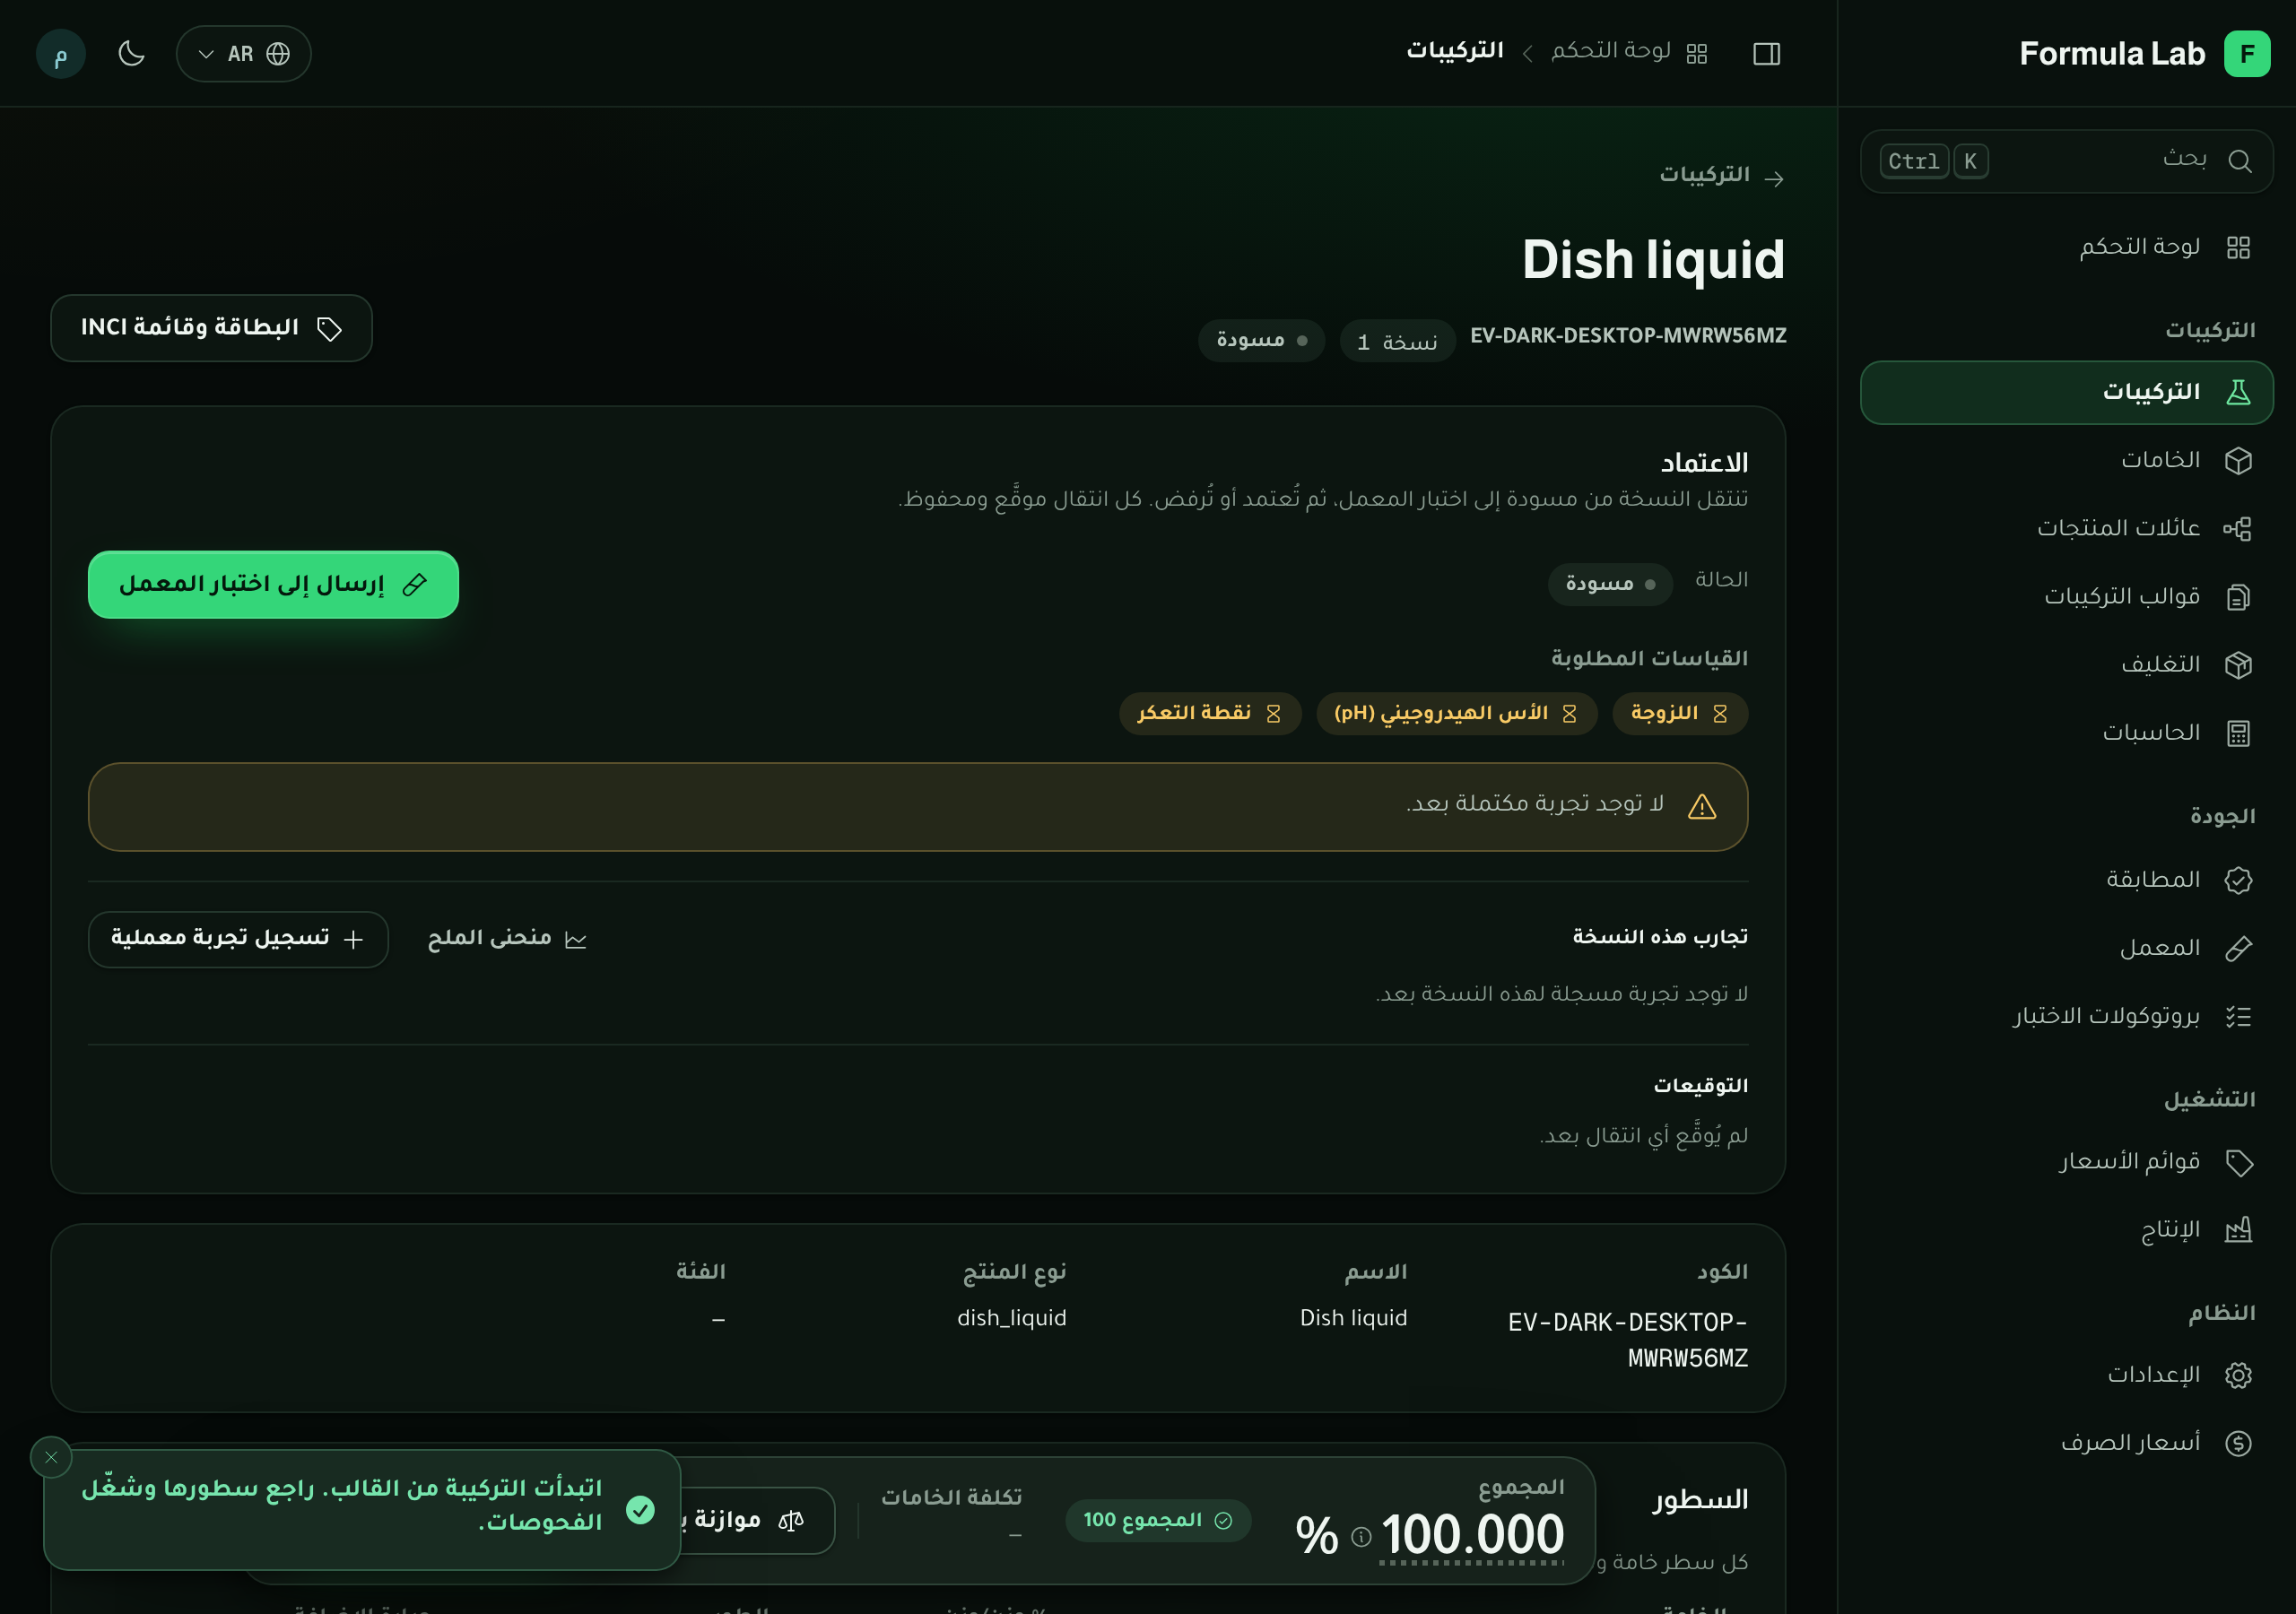 Formula Lab
F
بحث
Ctrl K
لوحة التحكم
التركيبات
التركيبات
الخامات
عائلات المنتجات
قوالب التركيبات
التغليف
الحاسبات
الجودة
المطابقة
المعمل
بروتوكولات الاختبار
التشغيل
قوائم الأسعار
الإنتاج
النظام
الإعدادات
أسعار الصرف
لوحة التحكم
التركيبات
AR
م
التركيبات
Dish liquid
EV-DARK-DESKTOP-MWRW56MZ نسخة 1 مسودة
البطاقة وقائمة INCI
الاعتماد
تنتقل النسخة من مسودة إلى اختبار المعمل، ثم تُعتمد أو تُرفض. كل انتقال موقَّع ومحفوظ.
الحالة مسودة
إرسال إلى اختبار المعمل
القياسات المطلوبة
اللزوجة الأس الهيدروجيني (pH) نقطة التعكر
لا توجد تجربة مكتملة بعد.
تجارب هذه النسخة
منحنى الملح
تسجيل تجربة معملية
لا توجد تجربة مسجلة لهذه النسخة بعد.
التوقيعات
لم يُوقَّع أي انتقال بعد.
الكود الاسم نوع المنتج الفئة
EV-DARK-DESKTOP-
MWRW56MZ
Dish liquid
dish_liquid
–
السطور
كل سطر خامة و
المجموع
100.000 %
المجموع 100
تكلفة الخامات
–
موازنة
اتبدأت التركيبة من القالب. راجع سطورها وشغّل
الفحوصات.